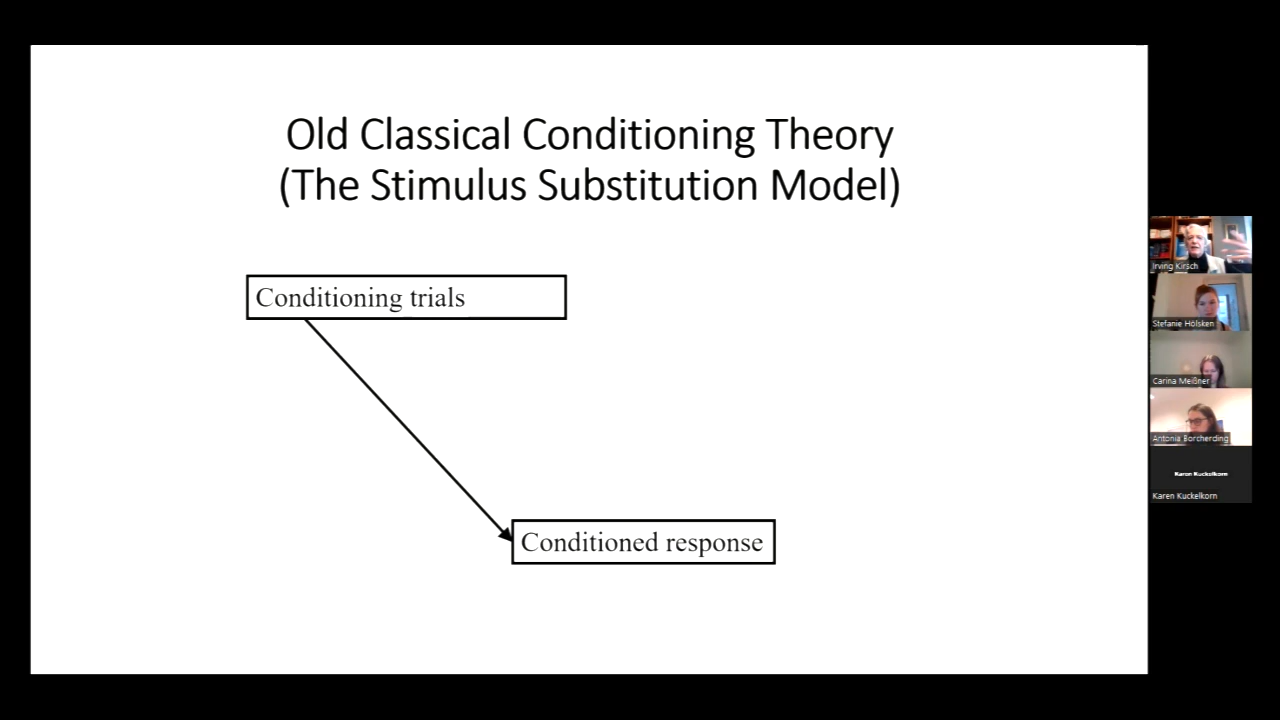 Old Classical Conditioning Theory
(The Stimulus Substitution Model)
Conditioning trials
Conditioned response
Irving Kirsch
Stefanie Hölsken
Carina Meißner
Antonia Borcherding
Karen Kuckelkorn
Karen Kuckelkorn